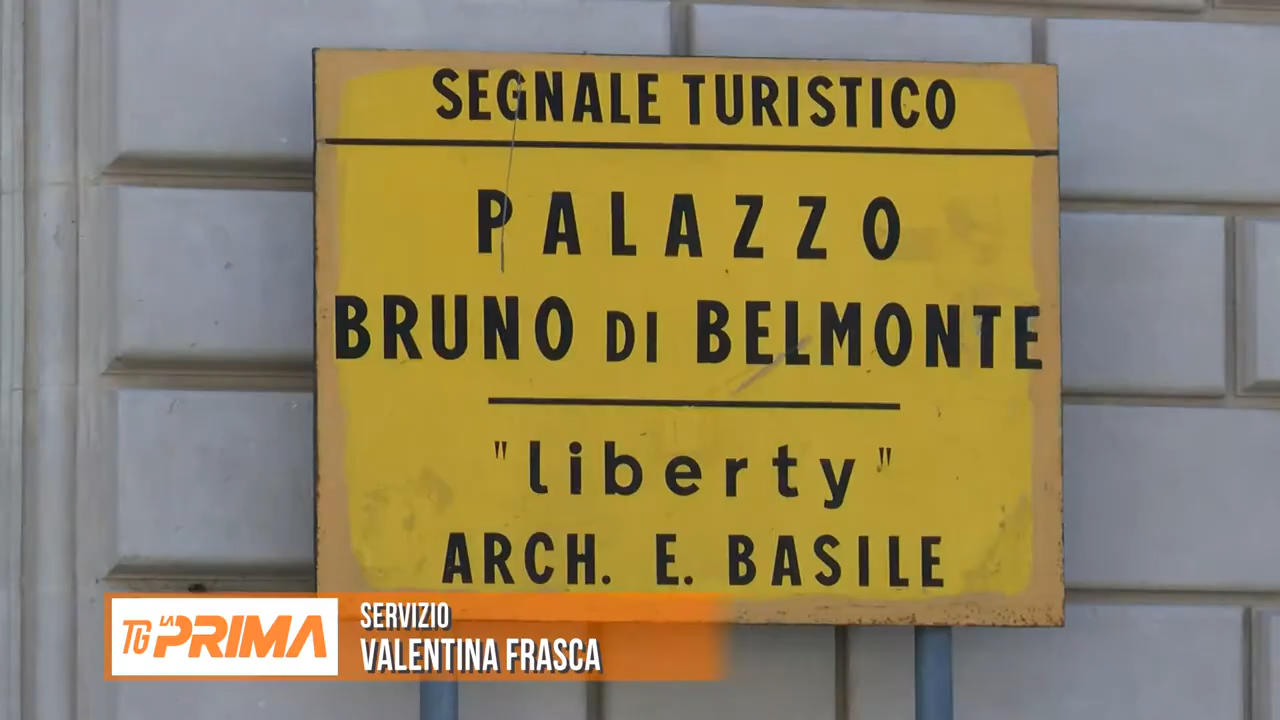 SEGNALE TURISTICO
PALAZZO
BRUNO DI BELMONTE
"liberty"
ARCH. E. BASILE
TG LA PRIMA
SERVIZIO
VALENTINA FRASCA